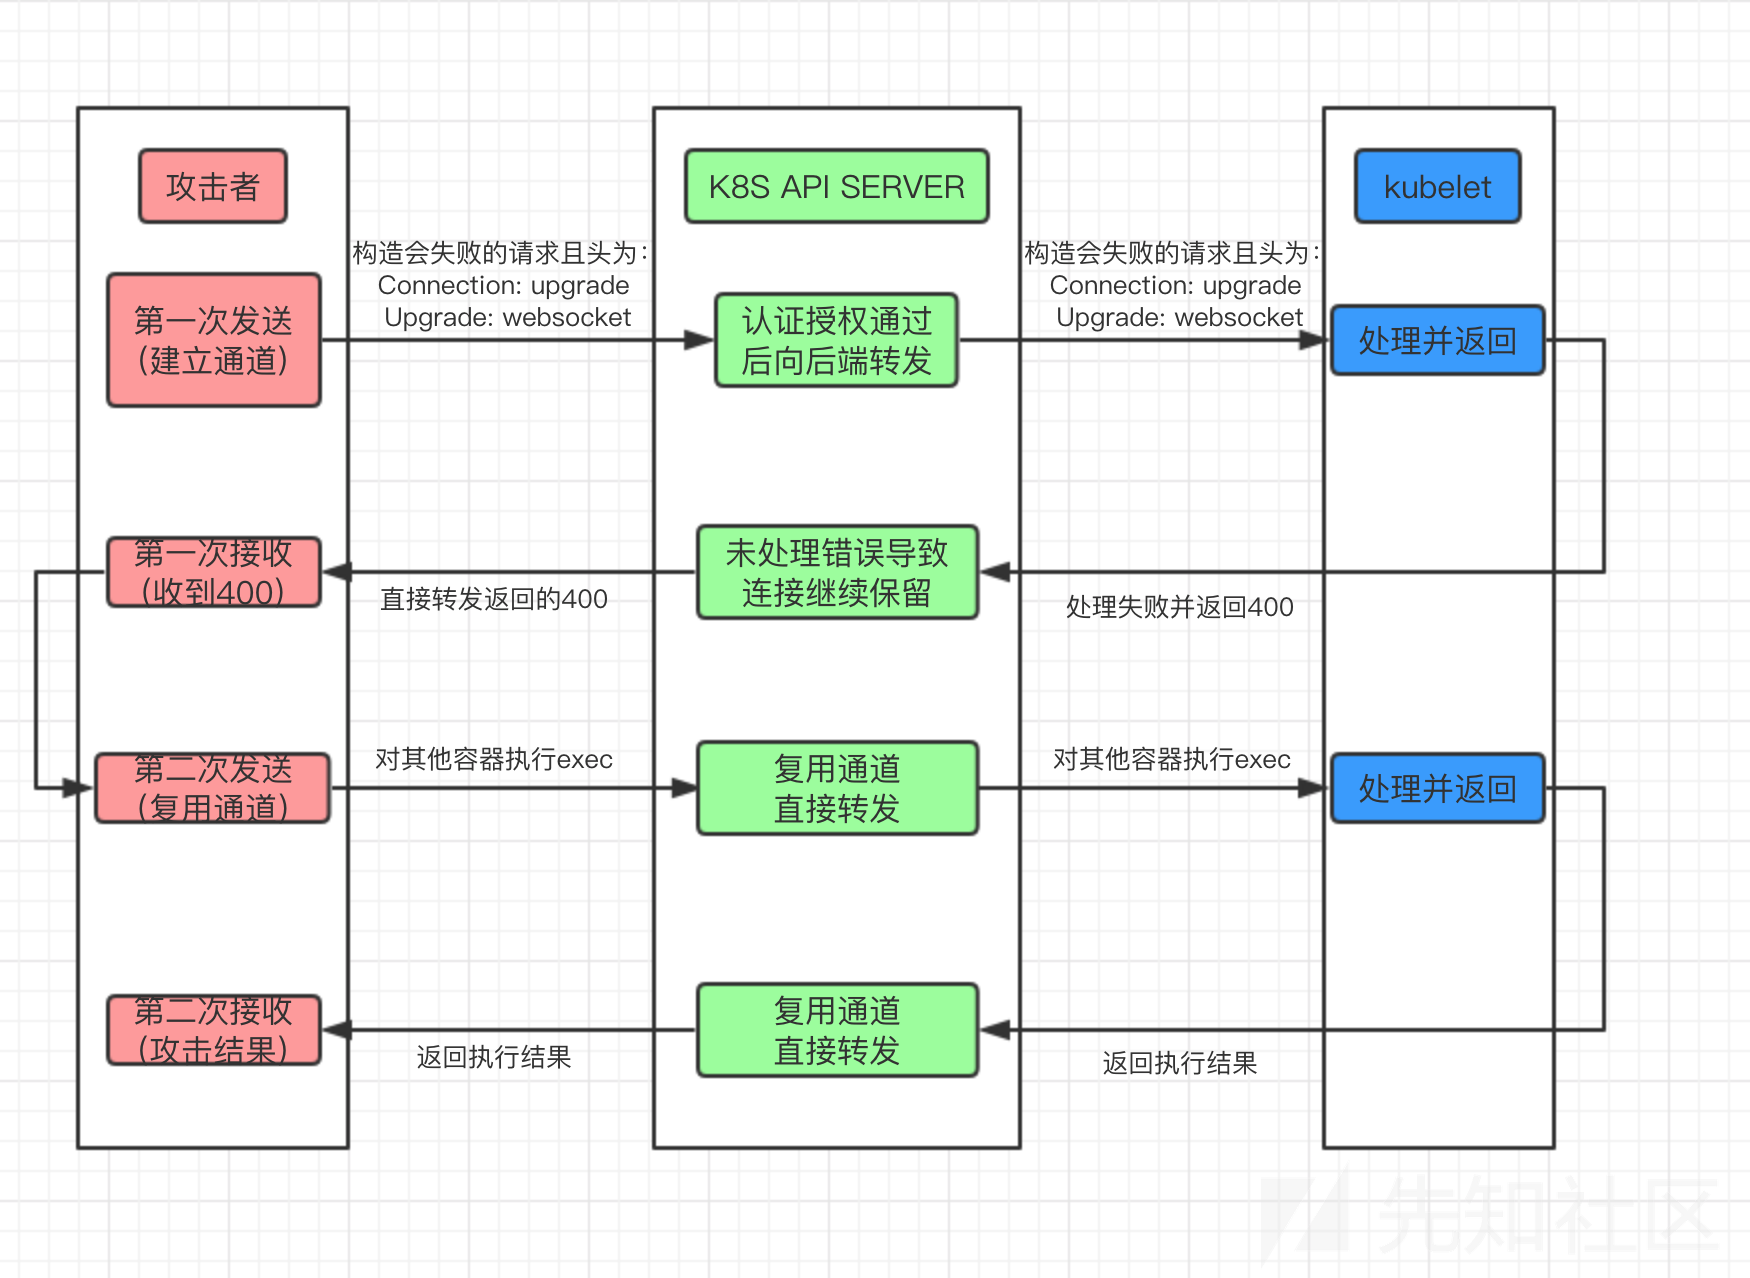 攻击者
K8S API SERVER
kubelet
构造会失败的请求且头为：
Connection: upgrade
Upgrade: websocket
构造会失败的请求且头为：
Connection: upgrade
Upgrade: websocket
第一次发送
（建立通道）
认证授权通过
后向后端转发
处理并返回
第一次接收
（收到400）
直接转发返回的400
未处理错误导致
连接继续保留
处理失败并返回400
第二次发送
（复用通道）
对其他容器执行exec
复用通道
直接转发
对其他容器执行exec
处理并返回
第二次接收
（攻击结果）
返回执行结果
复用通道
直接转发
返回执行结果
先知社区